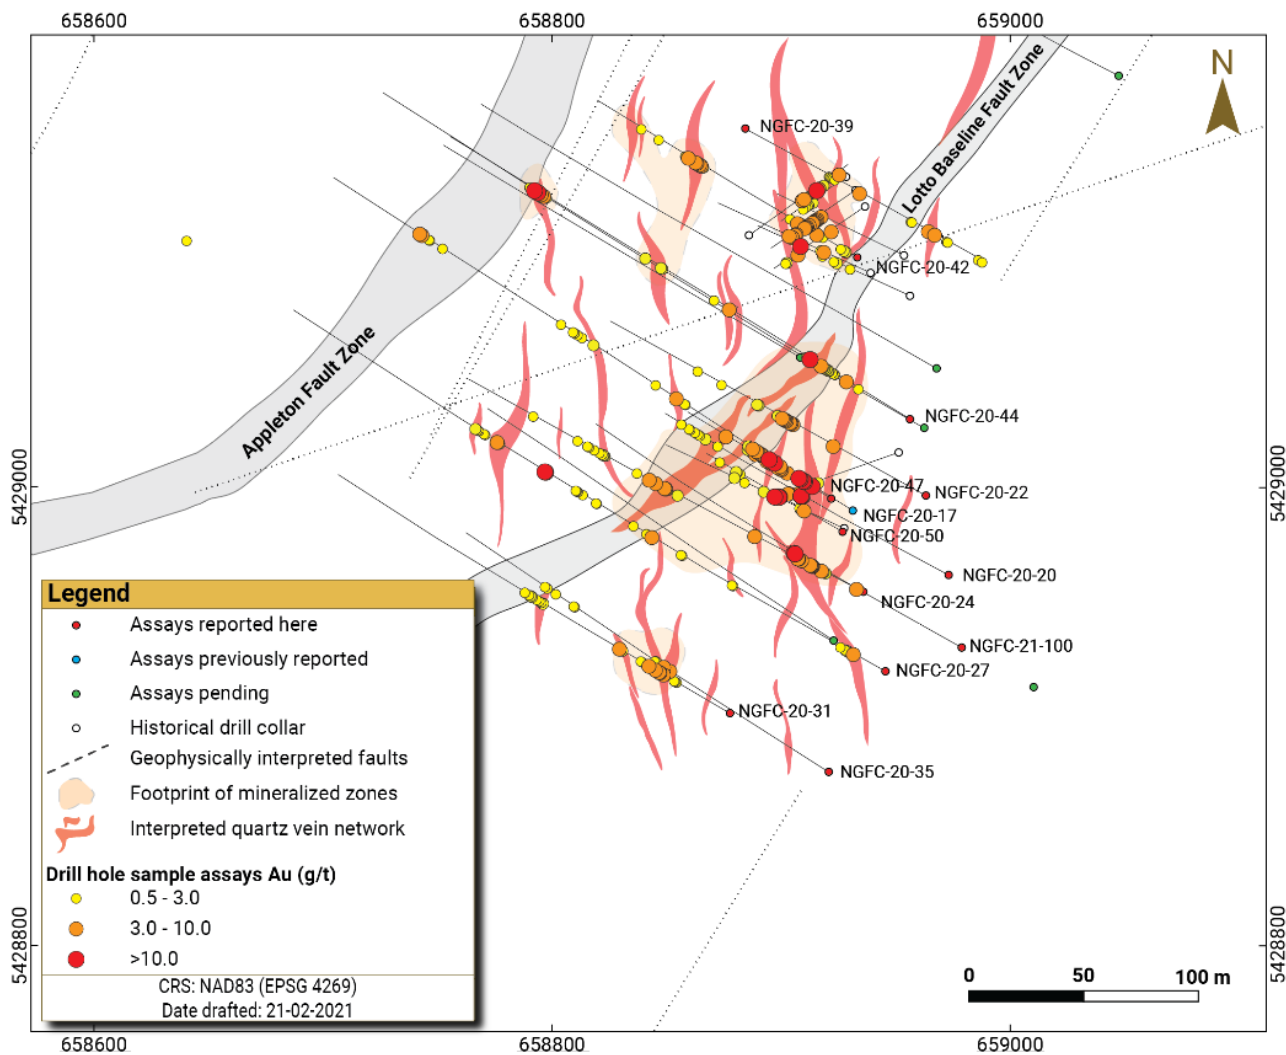 658600
658800
659000
N
NGFC-20-39
Lotto Baseline Fault Zone
NGFC-20-42
Appleton Fault Zone
NGFC-20-44
5429000
5429000
NGFC-20-47
NGFC-20-22
NGFC-20-17
NGFC-20-50
NGFC-20-20
NGFC-20-24
NGFC-21-100
NGFC-20-27
NGFC-20-31
NGFC-20-35
Legend
Assays reported here
Assays previously reported
Assays pending
Historical drill collar
Geophysically interpreted faults
Footprint of mineralized zones
Interpreted quartz vein network
Drill hole sample assays Au (g/t)
0.5 - 3.0
3.0 - 10.0
>10.0
CRS: NAD83 (EPSG 4269)
Date drafted: 21-02-2021
5428800
5428800
0 50 100 m
658600
658800
659000